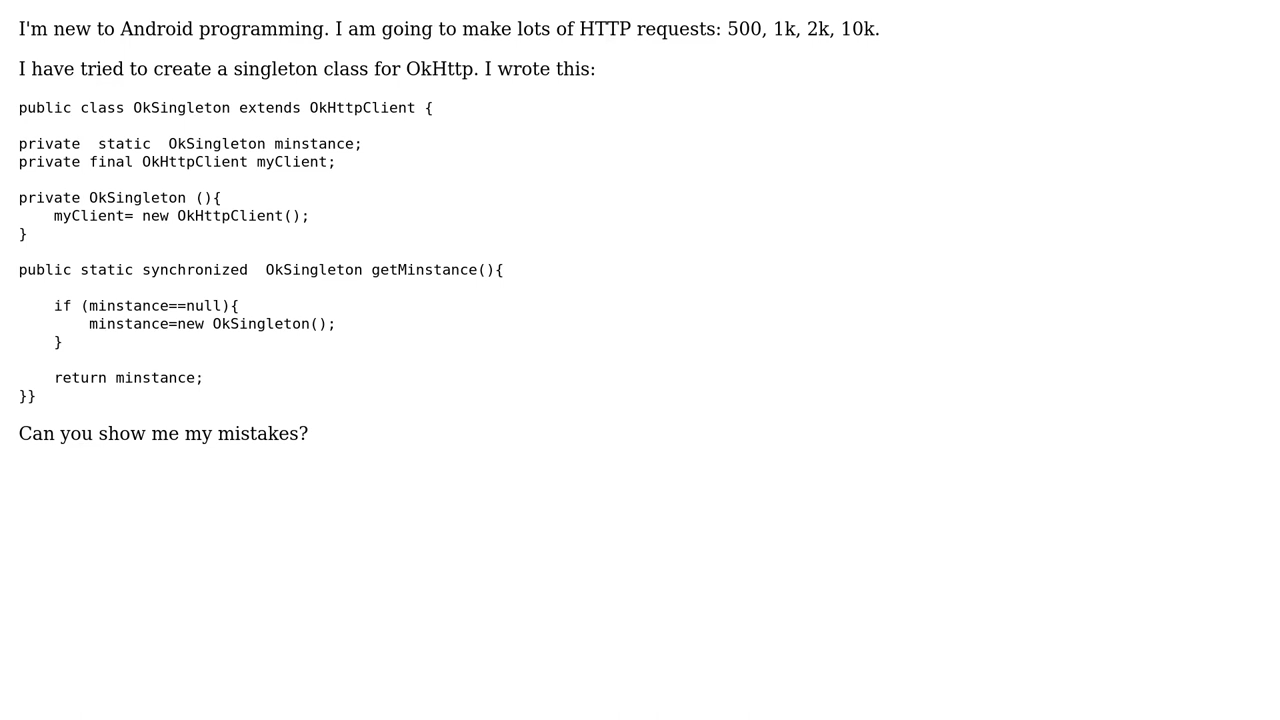 I'm new to Android programming. I am going to make lots of HTTP requests: 500, 1k, 2k, 10k.
I have tried to create a singleton class for OkHttp. I wrote this:
public class OkSingleton extends OkHttpClient {
private  static  OkSingleton minstance;
private final OkHttpClient myClient;
private OkSingleton (){
    myClient= new OkHttpClient();
}
public static synchronized  OkSingleton getMinstance(){
    if (minstance==null){
        minstance=new OkSingleton();
    }
    return minstance;
}}
Can you show me my mistakes?